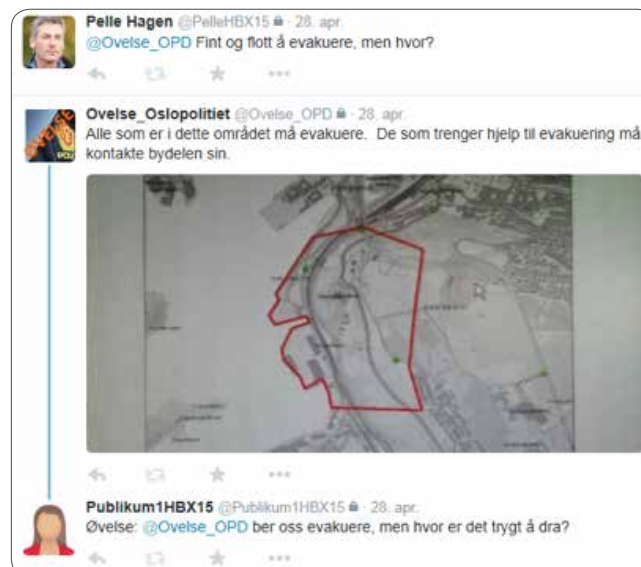 Pelle Hagen @PelleHBX15 · 28. apr.
@Ovelse_OPD Fint og flott å evakuere, men hvor?
Ovelse_Oslopolitiet @Ovelse_OPD · 28. apr.
Alle som er i dette området må evakuere. De som trenger hjelp til evakuering må
kontakte bydelen sin.
Publikum1HBX15 @Publikum1HBX15 · 28. apr.
Øvelse: @Ovelse_OPD ber oss evakuere, men hvor er det trygt å dra?